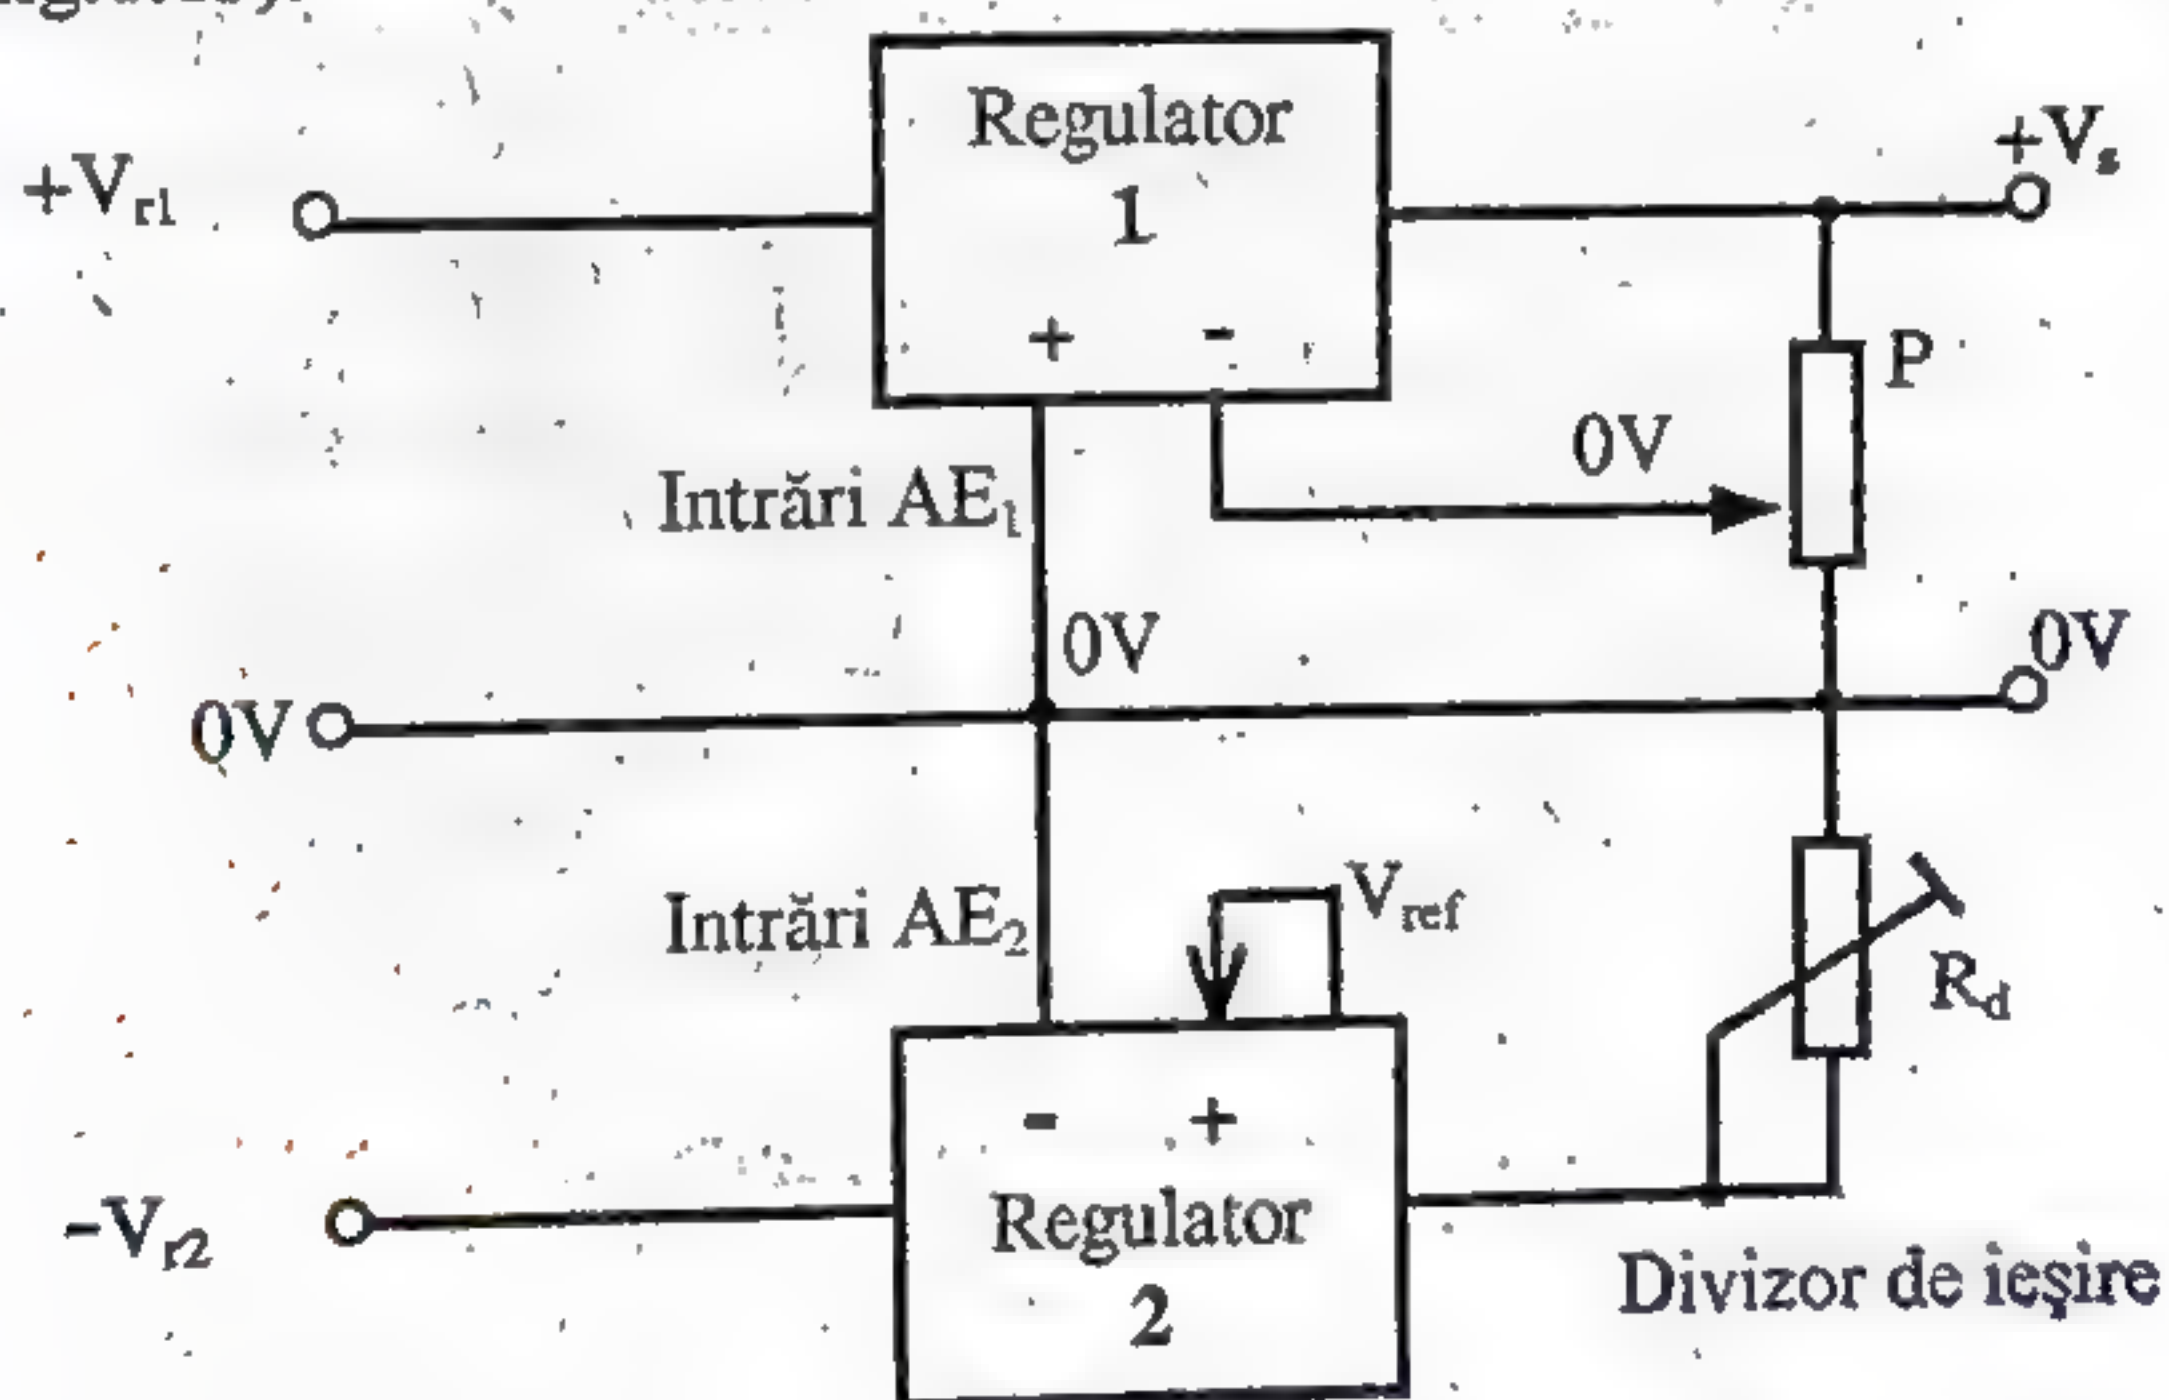 +Vs
Regulator
1
+Vr1
+ -
P
0V
Intrări AE1
0V
0V
0V
Vref
Intrări AE2
Rd
- +
Regulator
2
-Vr2
Divizor de ieşire